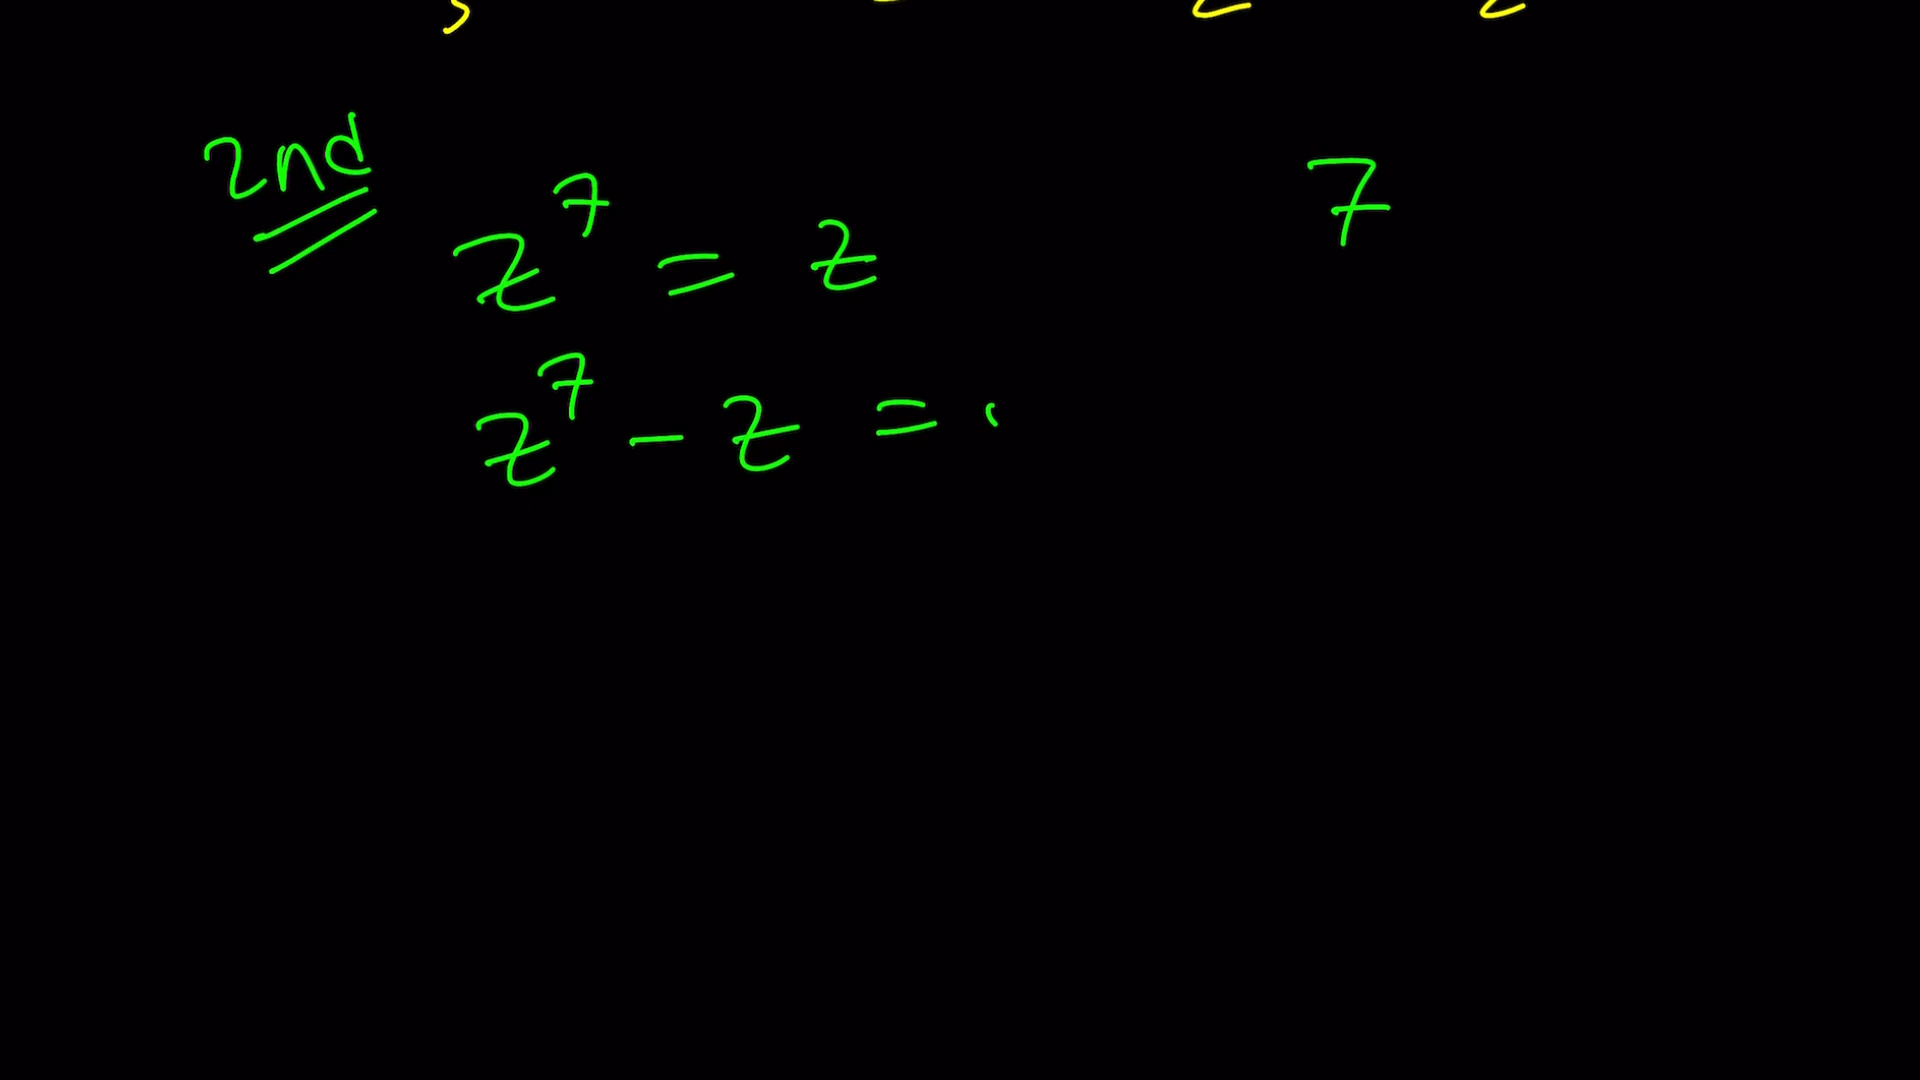 2nd
z⁷ = z
7
z⁷ - z =